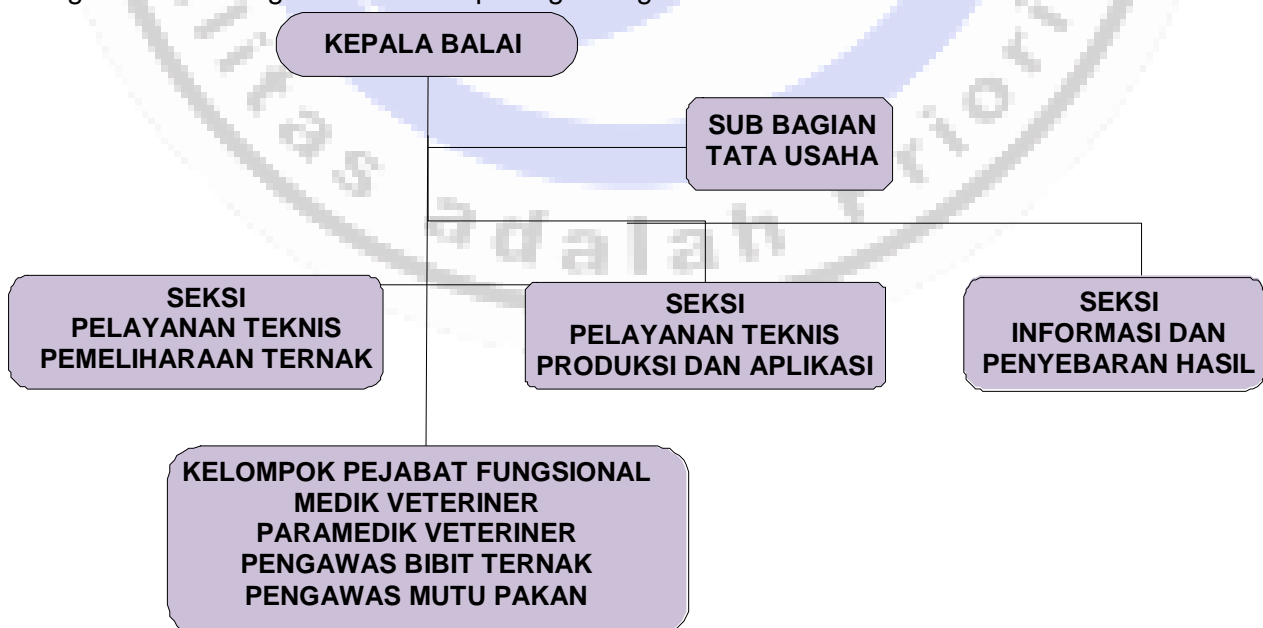 KEPALA BALAI
SUB BAGIAN
TATA USAHA
adalah
SEKSI
PELAYANAN TEKNIS
PEMELIHARAAN TERNAK
SEKSI
PELAYANAN TEKNIS
PRODUKSI DAN APLIKASI
SEKSI
INFORMASI DAN
PENYEBARAN HASIL
KELOMPOK PEJABAT FUNGSIONAL
MEDIK VETERINER
PARAMEDIK VETERINER
PENGAWAS BIBIT TERNAK
PENGAWAS MUTU PAKAN